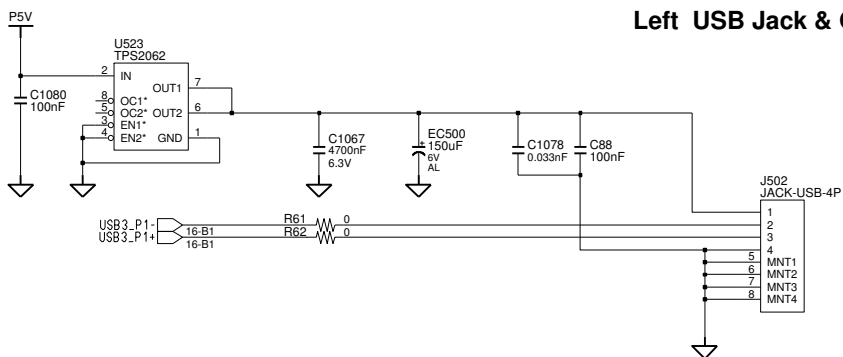 P5V
Left USB Jack &
U523
TPS2062
2 IN
OUT1 7
C1080
100nF
8 OC1*
5 OC2* OUT2 6
3 EN1*
4 EN2* GND 1
C1067
4700nF
6.3V
EC500
+ 150uF
6V
AL
C1078
0.033nF
C88
100nF
J502
JACK-USB-4P
1
2
3
4
5 MNT1
6 MNT2
7 MNT3
8 MNT4
USB3_P1- 16-B1 R61 0
USB3_P1+ 16-B1 R62 0